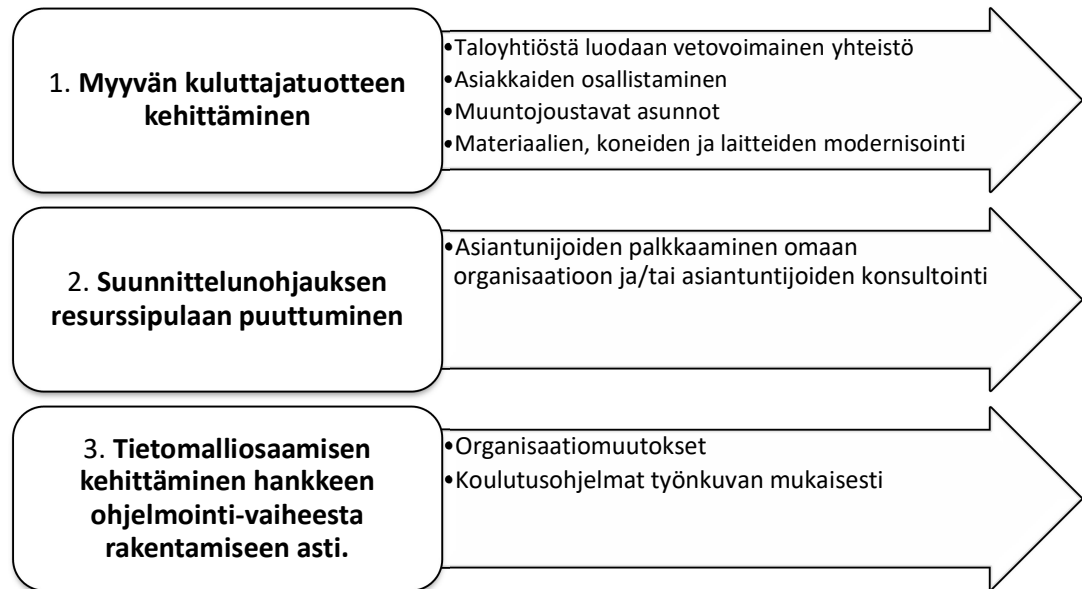 1. Myyvän kuluttajatuotteen
kehittäminen
•Taloyhtiöstä luodaan vetovoimainen yhteistö
•Asiakkaiden osallistaminen
•Muuntojoustavat asunnot
•Materiaalien, koneiden ja laitteiden modernisointi
2. Suunnittelunohjauksen
resurssipulaan puuttuminen
•Asiantunijoiden palkkaaminen omaan
organisaatioon ja/tai asiantuntijoiden konsultointi
3. Tietomalliosaamisen
kehittäminen hankkeen
ohjelmointi-vaiheesta
rakentamiseen asti.
•Organisaatiomuutokset
•Koulutusohjelmat työnkuvan mukaisesti